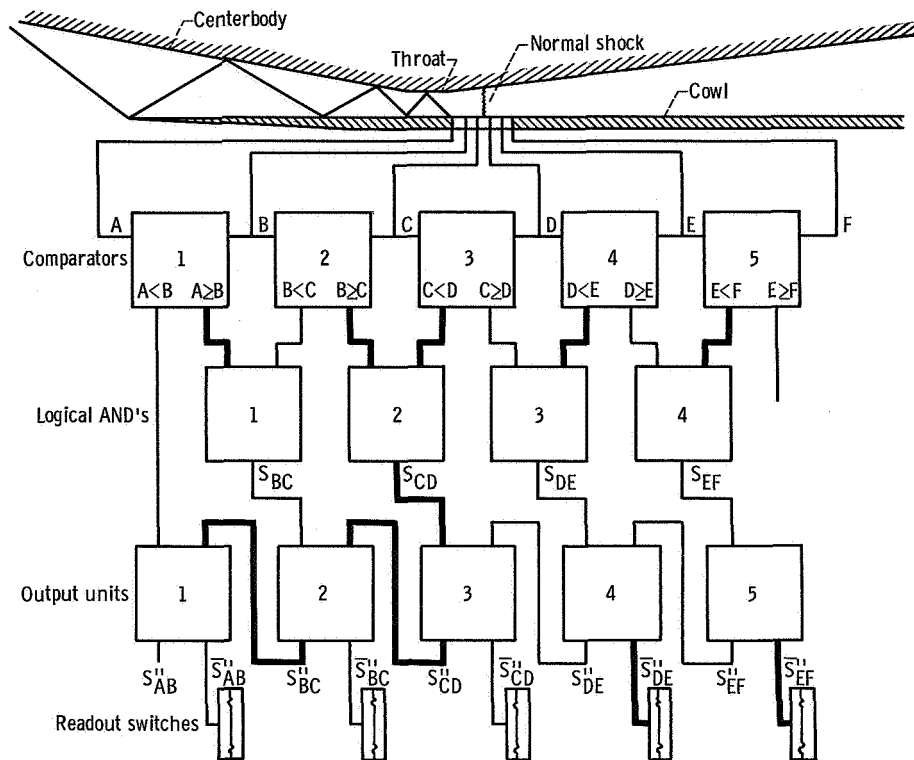 Centerbody
Normal shock
Throat
Cowl
A B C D E F
Comparators 1 2 3 4 5
A<B A≥B B<C B≥C C<D C≥D D<E D≥E E<F E≥F
Logical AND's 1 2 3 4
S_BC S_CD S_DE S_EF
Output units 1 2 3 4 5
S''_AB S̅''_AB S''_BC S̅''_BC S''_CD S̅''_CD S''_DE S̅''_DE S''_EF S̅''_EF
Readout switches